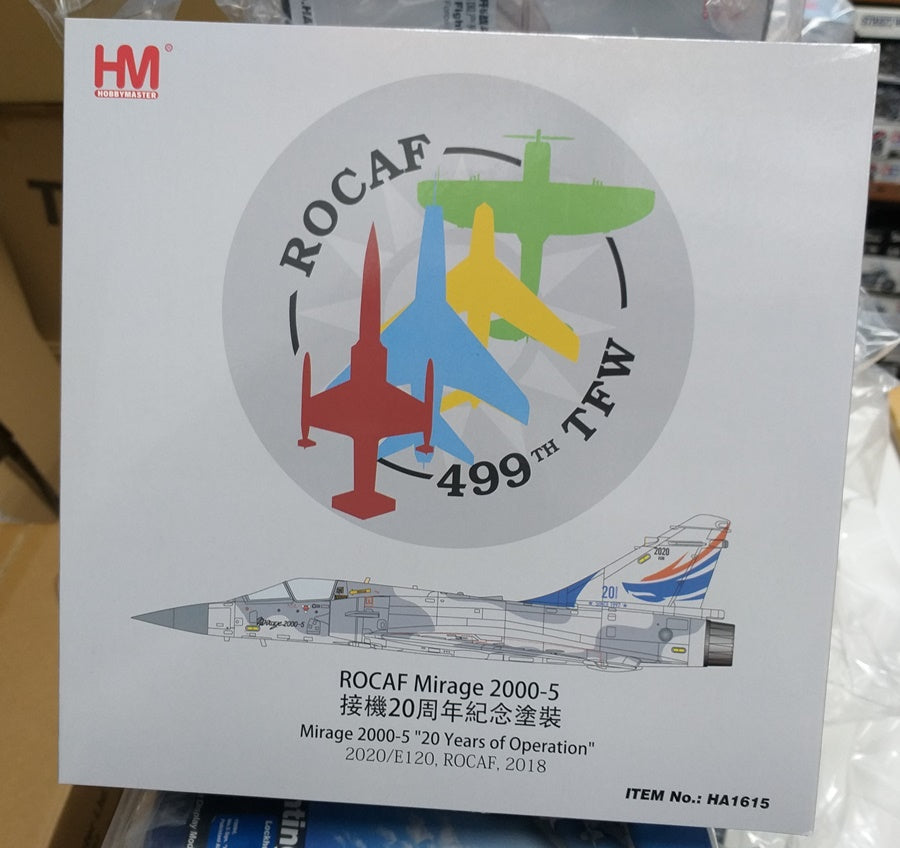 HM®
HOBBYMASTER
ROCAF
499TH TFW
2020
201
Mirage 2000-5
ROCAF Mirage 2000-5
接機20周年紀念塗裝
Mirage 2000-5 "20 Years of Operation"
2020/E120, ROCAF, 2018
ITEM No.: HA1615